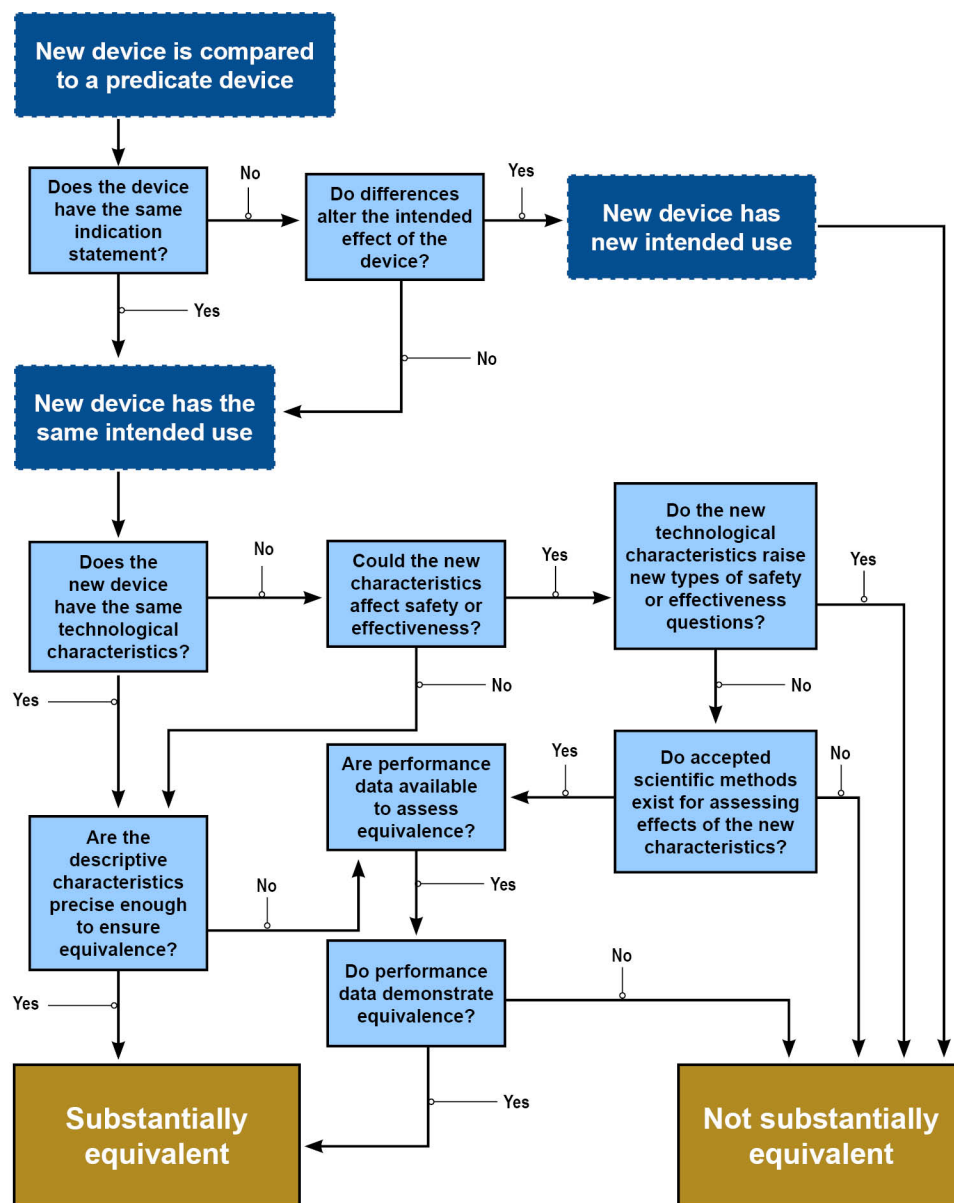 New device is compared
to a predicate device
No
Yes
Does the device
have the same
indication
statement?
Do differences
alter the intended
effect of the
device?
New device has
new intended use
Yes
No
New device has the
same intended use
Do the new
technological
characteristics raise
new types of safety
or effectiveness
questions?
No
Yes
Yes
Does the
new device
have the same
technological
characteristics?
Could the new
characteristics
affect safety or
effectiveness?
Yes
No
No
Yes
No
Are performance
data available
to assess
equivalence?
Do accepted
scientific methods
exist for assessing
effects of the new
characteristics?
Are the
descriptive
characteristics
precise enough
to ensure
equivalence?
No
Yes
No
Do performance
data demonstrate
equivalence?
Yes
Yes
Substantially
equivalent
Not substantially
equivalent